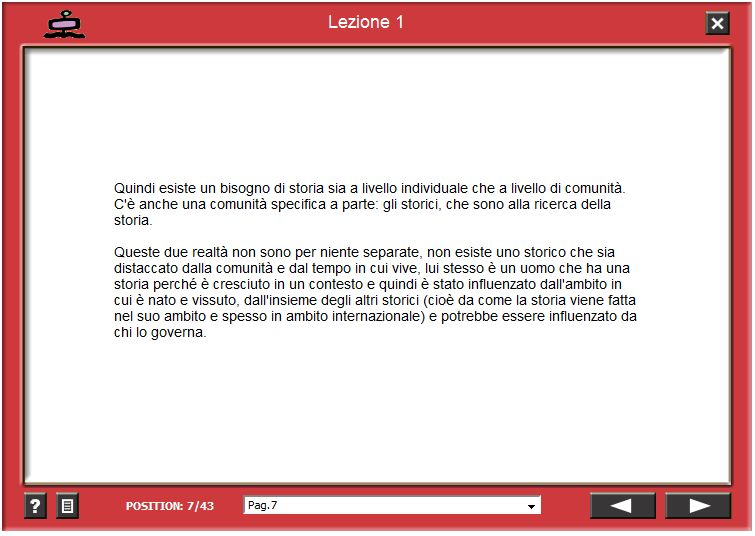 Lezione 1
Quindi esiste un bisogno di storia sia a livello individuale che a livello di comunità.
C'è anche una comunità specifica a parte: gli storici, che sono alla ricerca della
storia.
Queste due realtà non sono per niente separate, non esiste uno storico che sia
distaccato dalla comunità e dal tempo in cui vive, lui stesso è un uomo che ha una
storia perché è cresciuto in un contesto e quindi è stato influenzato dall'ambito in
cui è nato e vissuto, dall'insieme degli altri storici (cioè da come la storia viene fatta
nel suo ambito e spesso in ambito internazionale) e potrebbe essere influenzato da
chi lo governa.
?
POSITION: 7/43
Pag.7